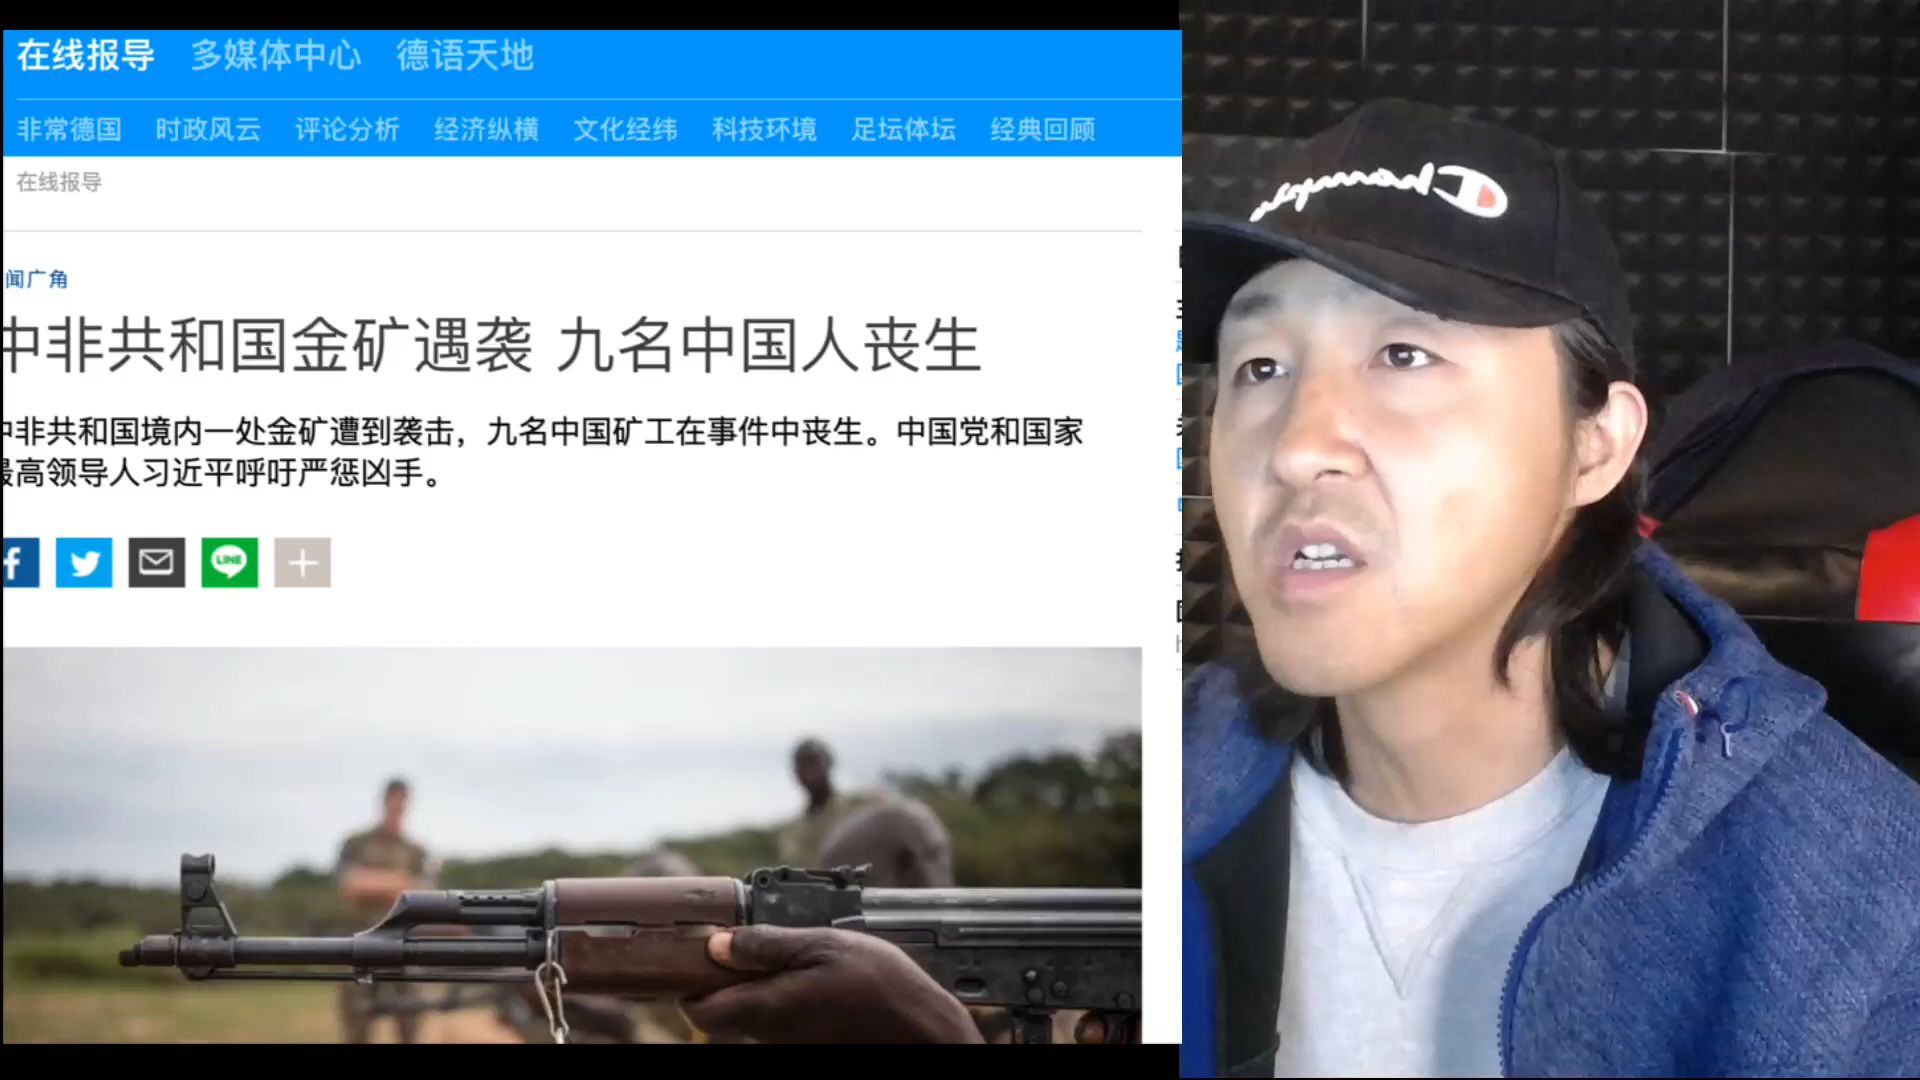 在线报导 多媒体中心 德语天地
非常德国 时政风云 评论分析 经济纵横 文化经纬 科技环境 足坛体坛 经典回顾
在线报导
闻广角
中非共和国金矿遇袭 九名中国人丧生
中非共和国境内一处金矿遭到袭击，九名中国矿工在事件中丧生。中国党和国家
最高领导人习近平呼吁严惩凶手。
f LINE
Champion